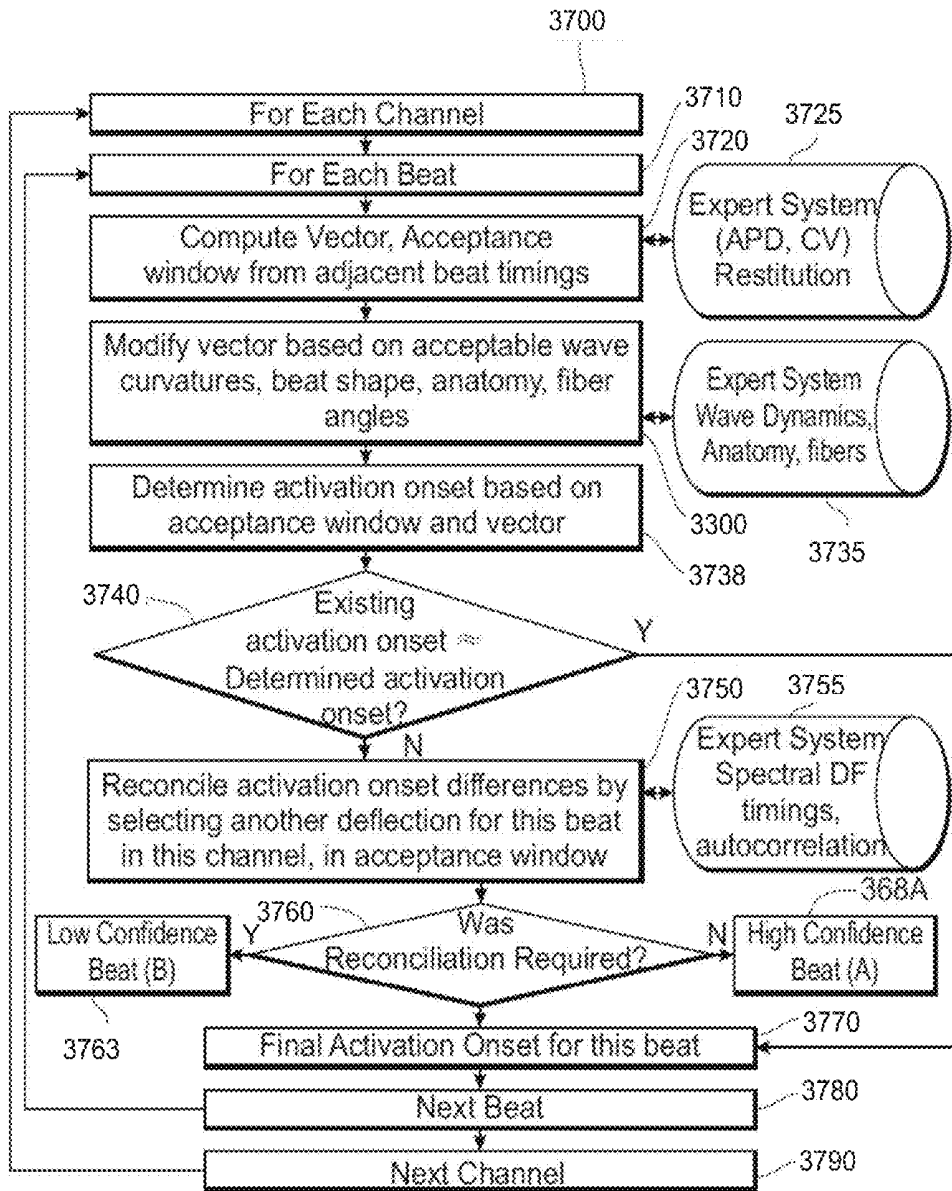 3700
For Each Channel
3710
For Each Beat
3720
3725
Compute Vector, Acceptance
window from adjacent beat timings
Expert System
(APD, CV)
Restitution
Modify vector based on acceptable wave
curvatures, beat shape, anatomy, fiber
angles
Expert System
Wave Dynamics,
Anatomy, fibers
3300
3735
Determine activation onset based on
acceptance window and vector
3738
3740
Existing
activation onset ≈
Determined activation
onset?
Y
N
3750
3755
Reconcile activation onset differences by
selecting another deflection for this beat
in this channel, in acceptance window
Expert System
Spectral DF
timings,
autocorrelation
3760
Was
Reconciliation Required?
Y
N
Low Confidence
Beat (B)
3763
368A
High Confidence
Beat (A)
3770
Final Activation Onset for this beat
3780
Next Beat
3790
Next Channel